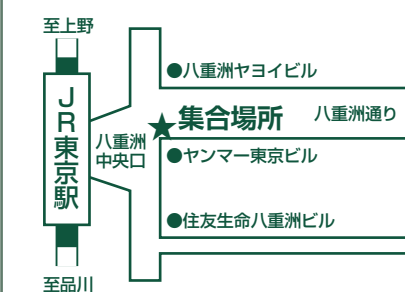 至上野
JR東京駅
八重洲
中央口
●八重洲ヤヨイビル
★集合場所
八重洲通り
●ヤンマー東京ビル
●住友生命八重洲ビル
至品川